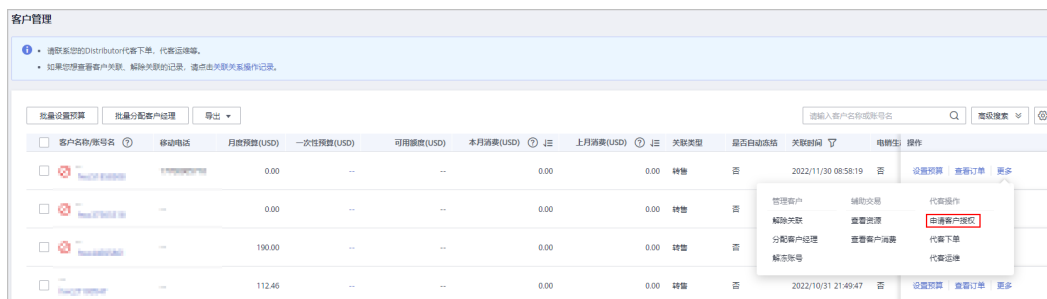 客户管理
• 请联系您的Distributor代客下单、代客运维等。
• 如果您想查看客户关联、解除关联的记录，请点击关联关系操作记录。
批量设置预算 批量分配客户经理 导出 请输入客户名称或账号名 高级搜索
客户名称/账号名 移动电话 月度预算(USD) 一次性预算(USD) 可用额度(USD) 本月消费(USD) 上月消费(USD) 关联类型 是否自动冻结 关联时间 电销生 操作
0.00 -- -- 0.00 0.00 转售 否 2022/11/30 08:58:19 否 设置预算 查看订单 更多
-- 0.00 -- -- 0.00 0.00 转售 否
-- 190.00 -- -- 0.00 0.00 转售 否
-- 112.46 -- -- 0.00 0.00 转售 否 2022/10/31 21:49:47 否 设置预算 查看订单 更多
管理客户 辅助交易 代客操作
解除关联 查看资源 申请客户授权
分配客户经理 查看客户消费 代客下单
解冻账号 代客运维